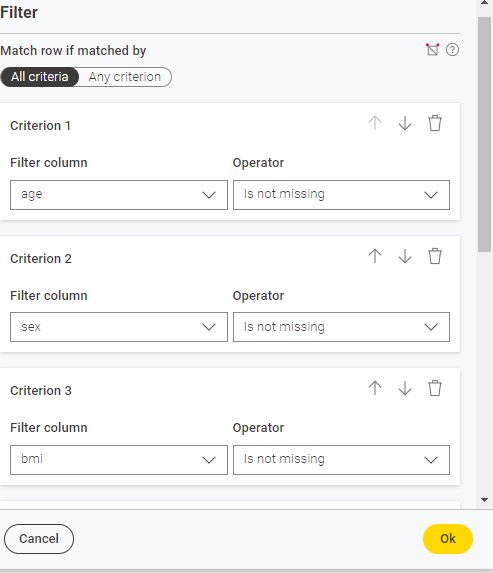 Filter
Match row if matched by
All criteria Any criterion
Criterion 1
Filter column Operator
age Is not missing
Criterion 2
Filter column Operator
sex Is not missing
Criterion 3
Filter column Operator
bmi Is not missing
Cancel Ok